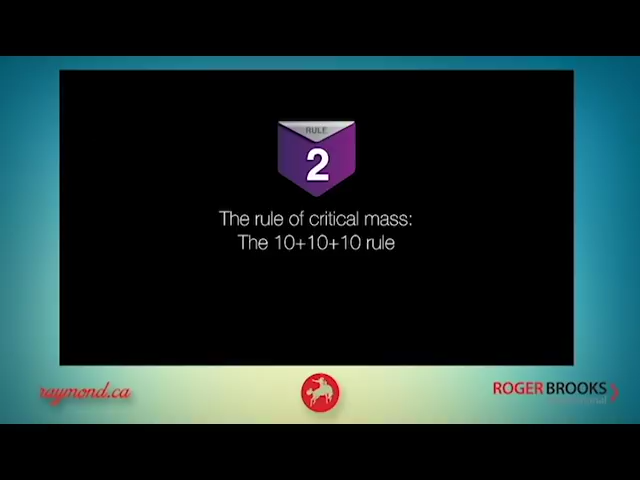 RULE
2
The rule of critical mass:
The 10+10+10 rule
raymond.ca
ROGER BROOKS